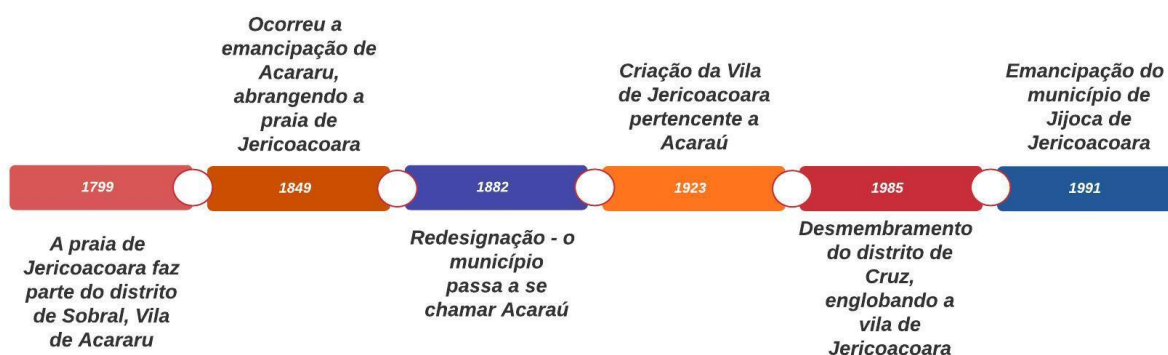 Ocorreu a
emancipação de
Acararu,
abrangendo a
praia de
Jericoacoara
Criação da Vila
de Jericoacoara
pertencente a
Acaraú
Emancipação do
município de
Jijoca de
Jericoacoara
1799
1849
1882
1923
1985
1991
A praia de
Jericoacoara faz
parte do distrito
de Sobral, Vila
de Acararu
Redesignação - o
município
passa a se
chamar Acaraú
Desmembramento
do distrito de
Cruz,
englobando a
vila de
Jericoacoara